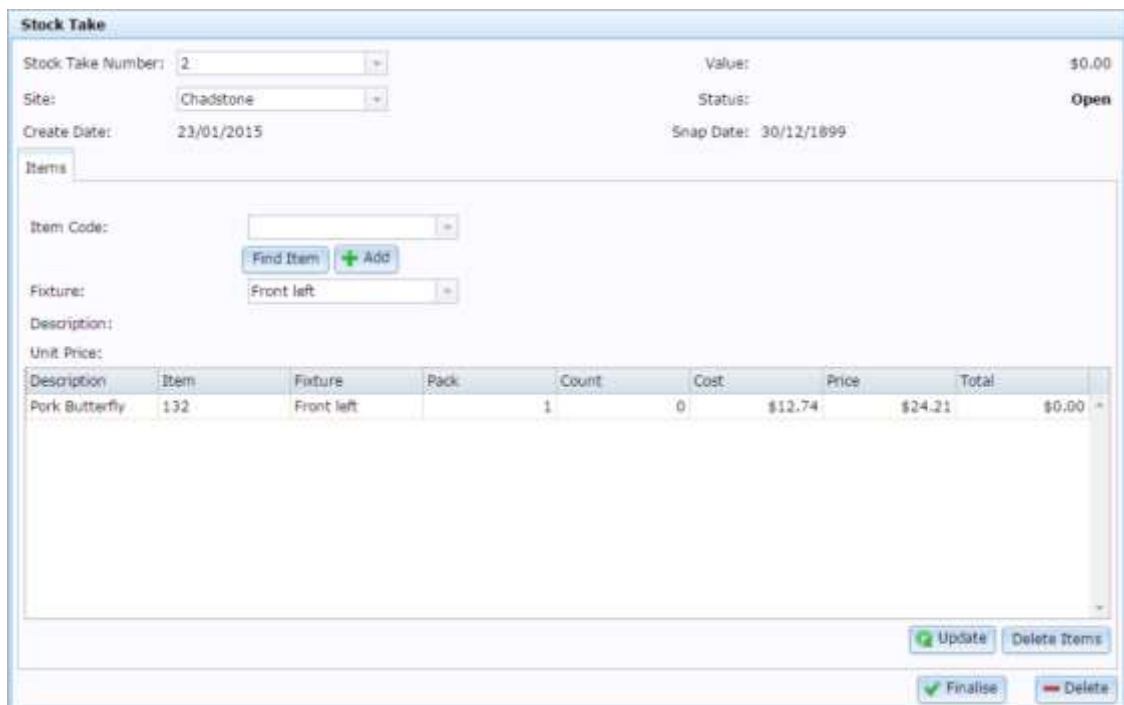 Stock Take
Stock Take Number: 2 Value: $0.00
Site: Chadstone Status: Open
Create Date: 23/01/2015 Snap Date: 30/12/1899
Items
Item Code:
Find Item Add
Fixture: Front left
Description:
Unit Price:
Description Item Fixture Pack Count Cost Price Total
Pork Butterfly 132 Front left 1 0 $12.74 $24.21 $0.00
Update Delete Items
Finalise Delete